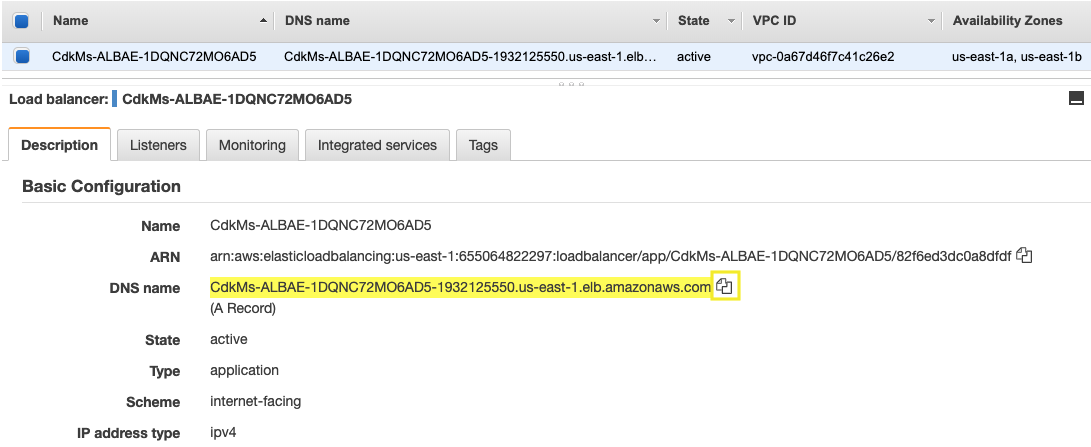 Name DNS name State VPC ID Availability Zones
CdkMs-ALBAE-1DQNC72MO6AD5 CdkMs-ALBAE-1DQNC72MO6AD5-1932125550.us-east-1.elb... active vpc-0a67d46f7c41c26e2 us-east-1a, us-east-1b
Load balancer: CdkMs-ALBAE-1DQNC72MO6AD5
Description Listeners Monitoring Integrated services Tags
Basic Configuration
Name CdkMs-ALBAE-1DQNC72MO6AD5
ARN arn:aws:elasticloadbalancing:us-east-1:655064822297:loadbalancer/app/CdkMs-ALBAE-1DQNC72MO6AD5/82f6ed3dc0a8dfdf
DNS name CdkMs-ALBAE-1DQNC72MO6AD5-1932125550.us-east-1.elb.amazonaws.com
(A Record)
State active
Type application
Scheme internet-facing
IP address type ipv4